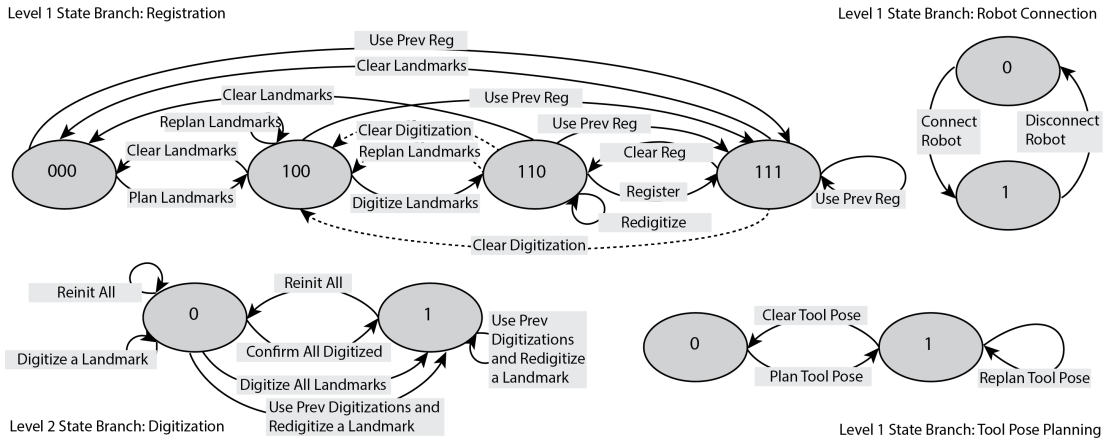 Level 1 State Branch: Registration
Level 1 State Branch: Robot Connection
Use Prev Reg
Clear Landmarks
Clear Landmarks
Use Prev Reg
Replan Landmarks
Clear Digitization
Use Prev Reg
Clear Landmarks
Replan Landmarks
Clear Reg
000
100
110
111
Plan Landmarks
Digitize Landmarks
Register
Use Prev Reg
Redigitize
Clear Digitization
0
Connect
Robot
Disconnect
Robot
1
Reinit All
Reinit All
0
1
Digitize a Landmark
Confirm All Digitized
Use Prev
Digitizations
and Redigitize
a Landmark
Digitize All Landmarks
Use Prev Digitizations and
Redigitize a Landmark
Level 2 State Branch: Digitization
Clear Tool Pose
0
1
Plan Tool Pose
Replan Tool Pose
Level 1 State Branch: Tool Pose Planning